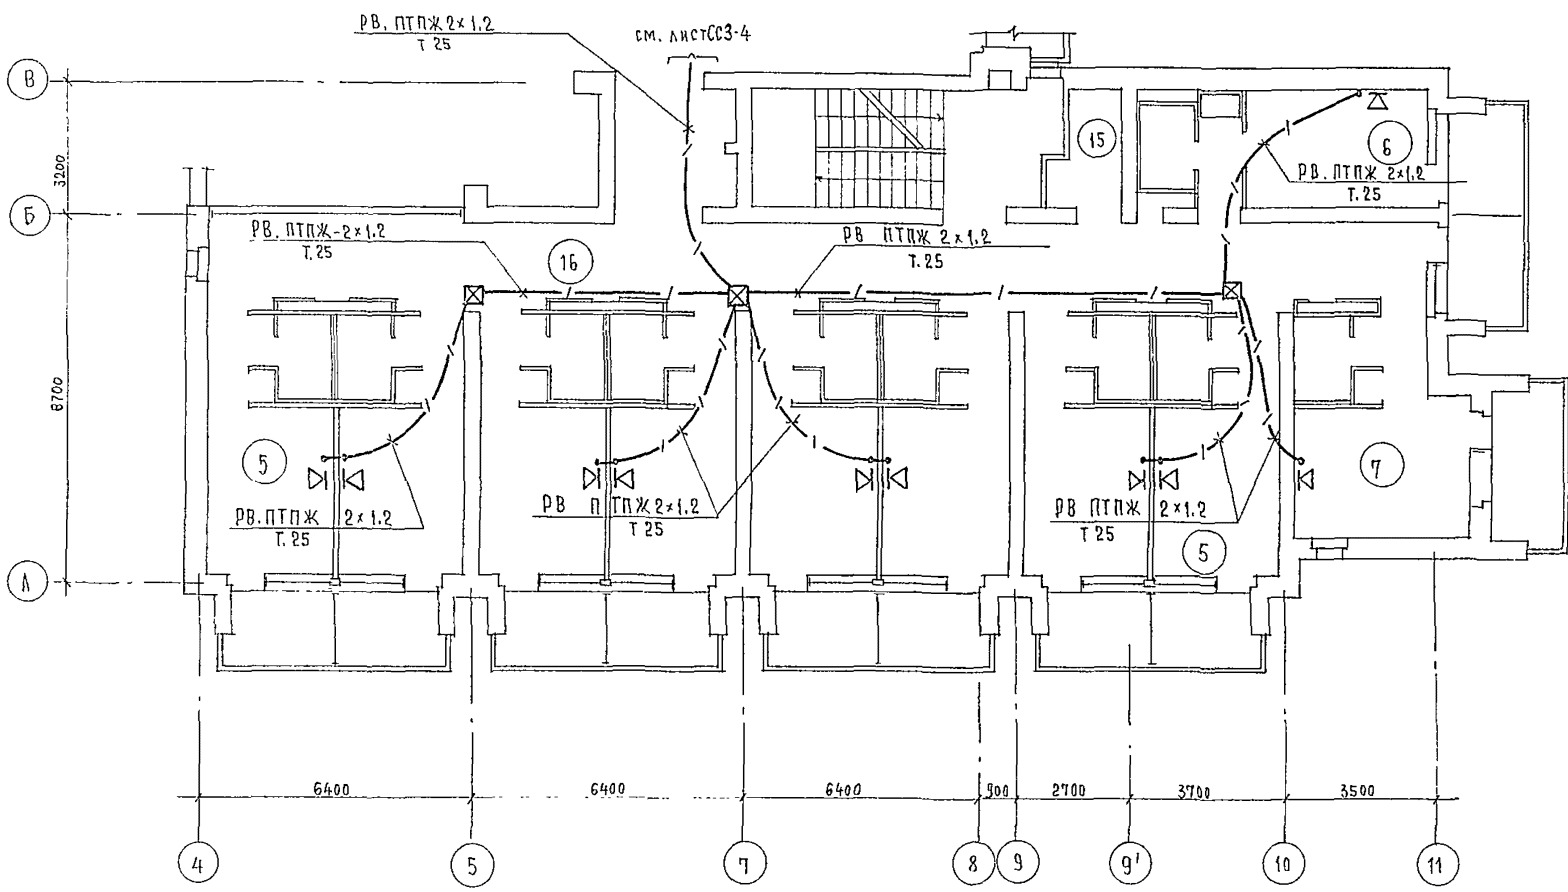 РВ. ПТПЖ 2×1.2
Т 25
см. листСС3-4
В
3200
15
6
РВ. ПТПЖ 2×1.2
Т. 25
Б
РВ. ПТПЖ-2×1.2
Т. 25
16
РВ ПТПЖ 2×1.2
Т. 25
6700
5
7
РВ. ПТПЖ 2×1.2
Т. 25
РВ ПТПЖ 2×1.2
Т 25
РВ ПТПЖ 2×1.2
Т 25
5
А
6400
6400
6400
900
2700
3700
3500
4
5
7
8
9
9'
10
11